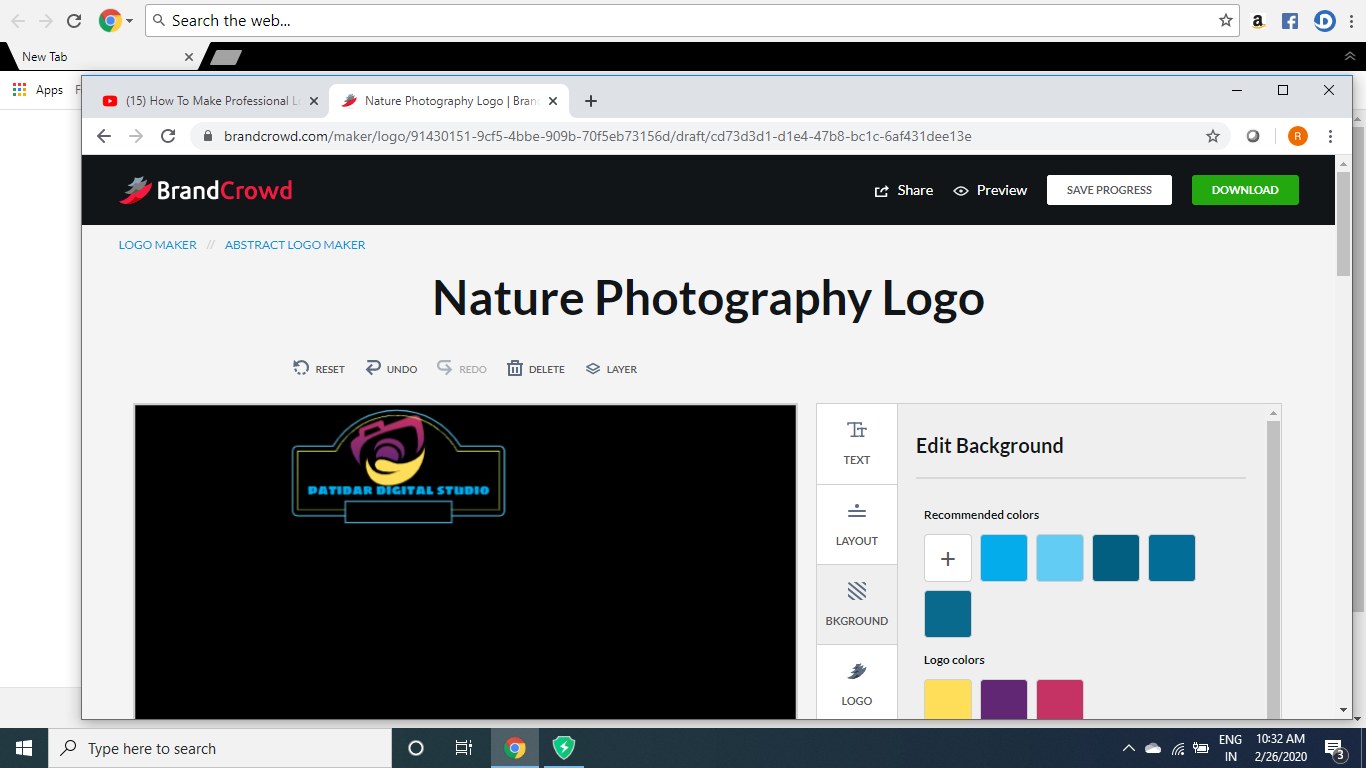 Search the web...
New Tab
Apps
(15) How To Make Professional L
Nature Photography Logo | Bran
brandcrowd.com/maker/logo/91430151-9cf5-4bbe-909b-70f5eb73156d/draft/cd73d3d1-d1e4-47b8-bc1c-6af431dee13e
R
BrandCrowd
Share
Preview
SAVE PROGRESS
DOWNLOAD
LOGO MAKER // ABSTRACT LOGO MAKER
Nature Photography Logo
RESET
UNDO
REDO
DELETE
LAYER
PATIDAR DIGITAL STUDIO
TEXT
LAYOUT
BKGROUND
LOGO
Edit Background
Recommended colors
Logo colors
Type here to search
ENG
IN
10:32 AM
2/26/2020
3